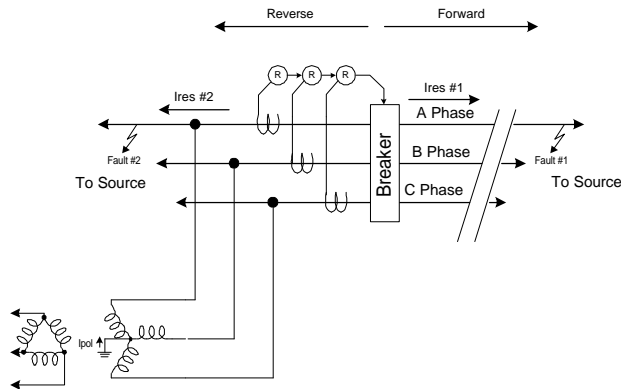 Reverse
Forward
R
R
R
Ires #2
Ires #1
A Phase
Fault #2
Fault #1
B Phase
To Source
To Source
Breaker
C Phase
Ipol